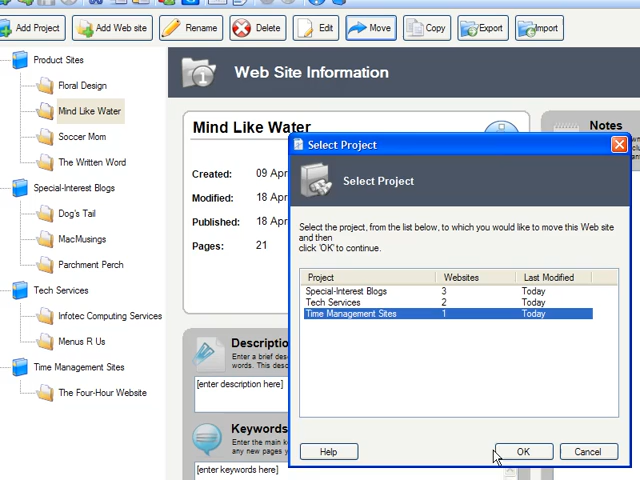 Add Project
Add Web site
Rename
Delete
Edit
Move
Copy
Export
Import
Product Sites
Floral Design
Mind Like Water
Soccer Mom
The Written Word
Special-Interest Blogs
Dog's Tail
MacMusings
Parchment Perch
Tech Services
Infotec Computing Services
Menus R Us
Time Management Sites
The Four-Hour Website
Web Site Information
Mind Like Water
Created: 09 Apr
Modified: 18 Apr
Published: 18 Apr
Pages: 21
Notes
Enter a brief
words. This
[enter description here]
Keywords
Enter the main
any new pages
[enter keywords here]
Select Project
Select Project
Select the project, from the list below, to which you would like to move this Web site
and then
click 'OK' to continue.
Project Websites Last Modified
Special-Interest Blogs 3 Today
Tech Services 2 Today
Time Management Sites 1 Today
Help
OK
Cancel